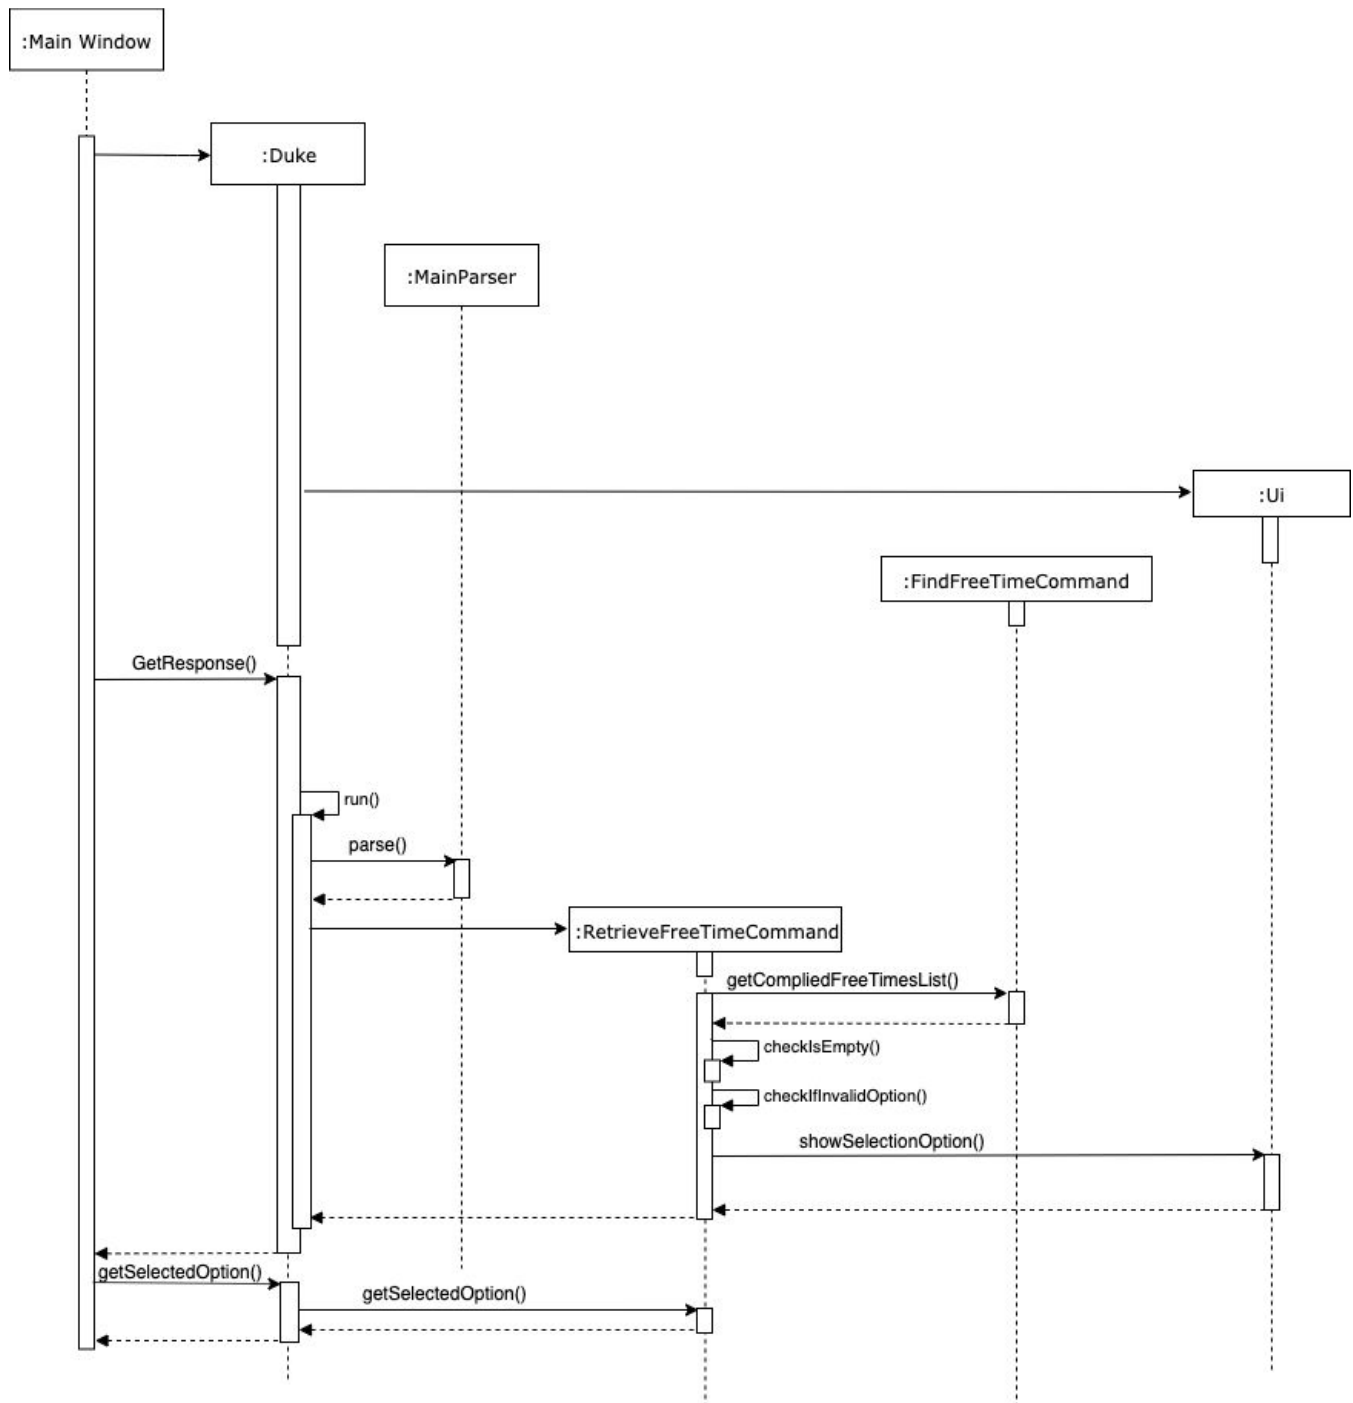 :Main Window
:Duke
:MainParser
:Ui
:FindFreeTimeCommand
GetResponse()
run()
parse()
:RetrieveFreeTimeCommand
getCompliedFreeTimesList()
checkIsEmpty()
checkIfInvalidOption()
showSelectionOption()
getSelectedOption()
getSelectedOption()